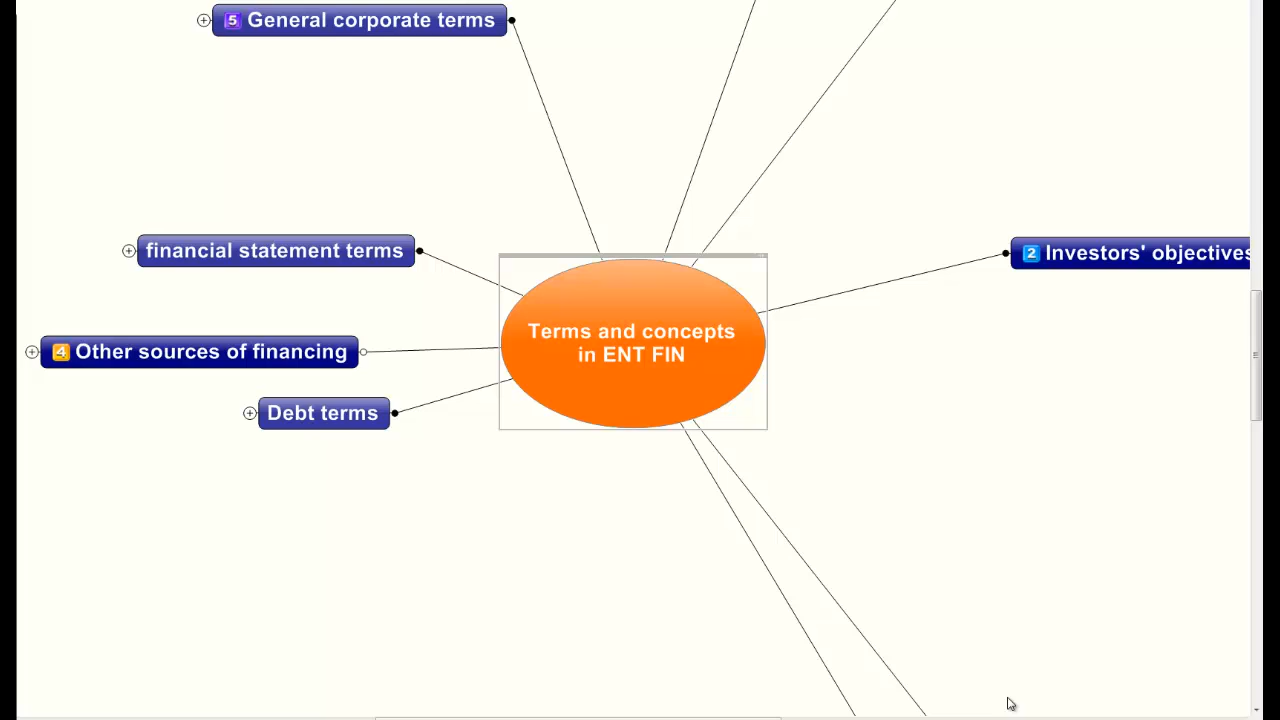 5 General corporate terms
financial statement terms
2 Investors' objectives
Terms and concepts
in ENT FIN
4 Other sources of financing
Debt terms